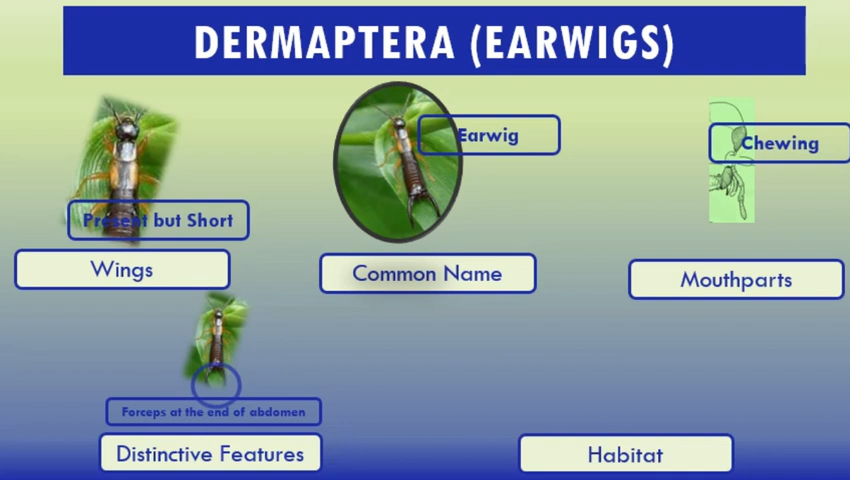 DERMAPTERA (EARWIGS)
Earwig
Chewing
Present but Short
Wings
Common Name
Mouthparts
Forceps at the end of abdomen
Distinctive Features
Habitat